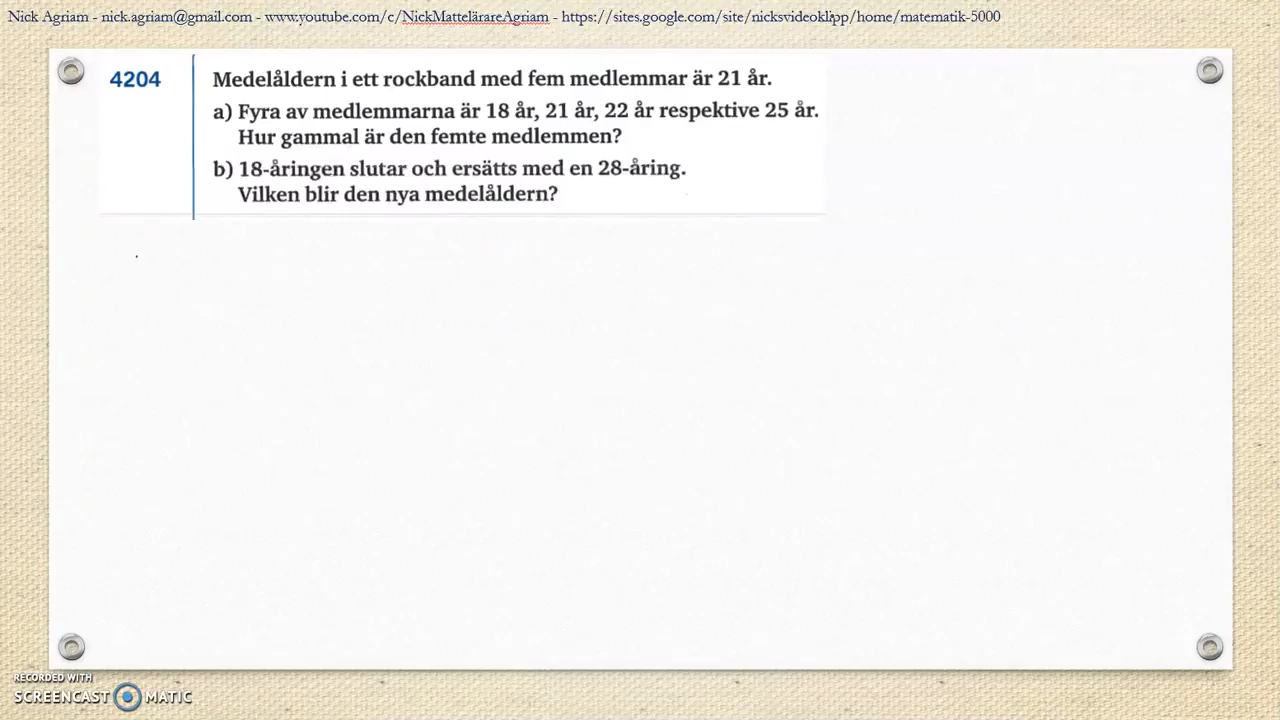 Nick Agriam - nick.agriam@gmail.com - www.youtube.com/c/NickMattelärareAgriam - https://sites.google.com/site/nicksvideoklipp/home/matematik-5000
4204 Medelåldern i ett rockband med fem medlemmar är 21 år.
a) Fyra av medlemmarna är 18 år, 21 år, 22 år respektive 25 år.
Hur gammal är den femte medlemmen?
b) 18-åringen slutar och ersätts med en 28-åring.
Vilken blir den nya medelåldern?
RECORDED WITH
SCREENCAST MATIC